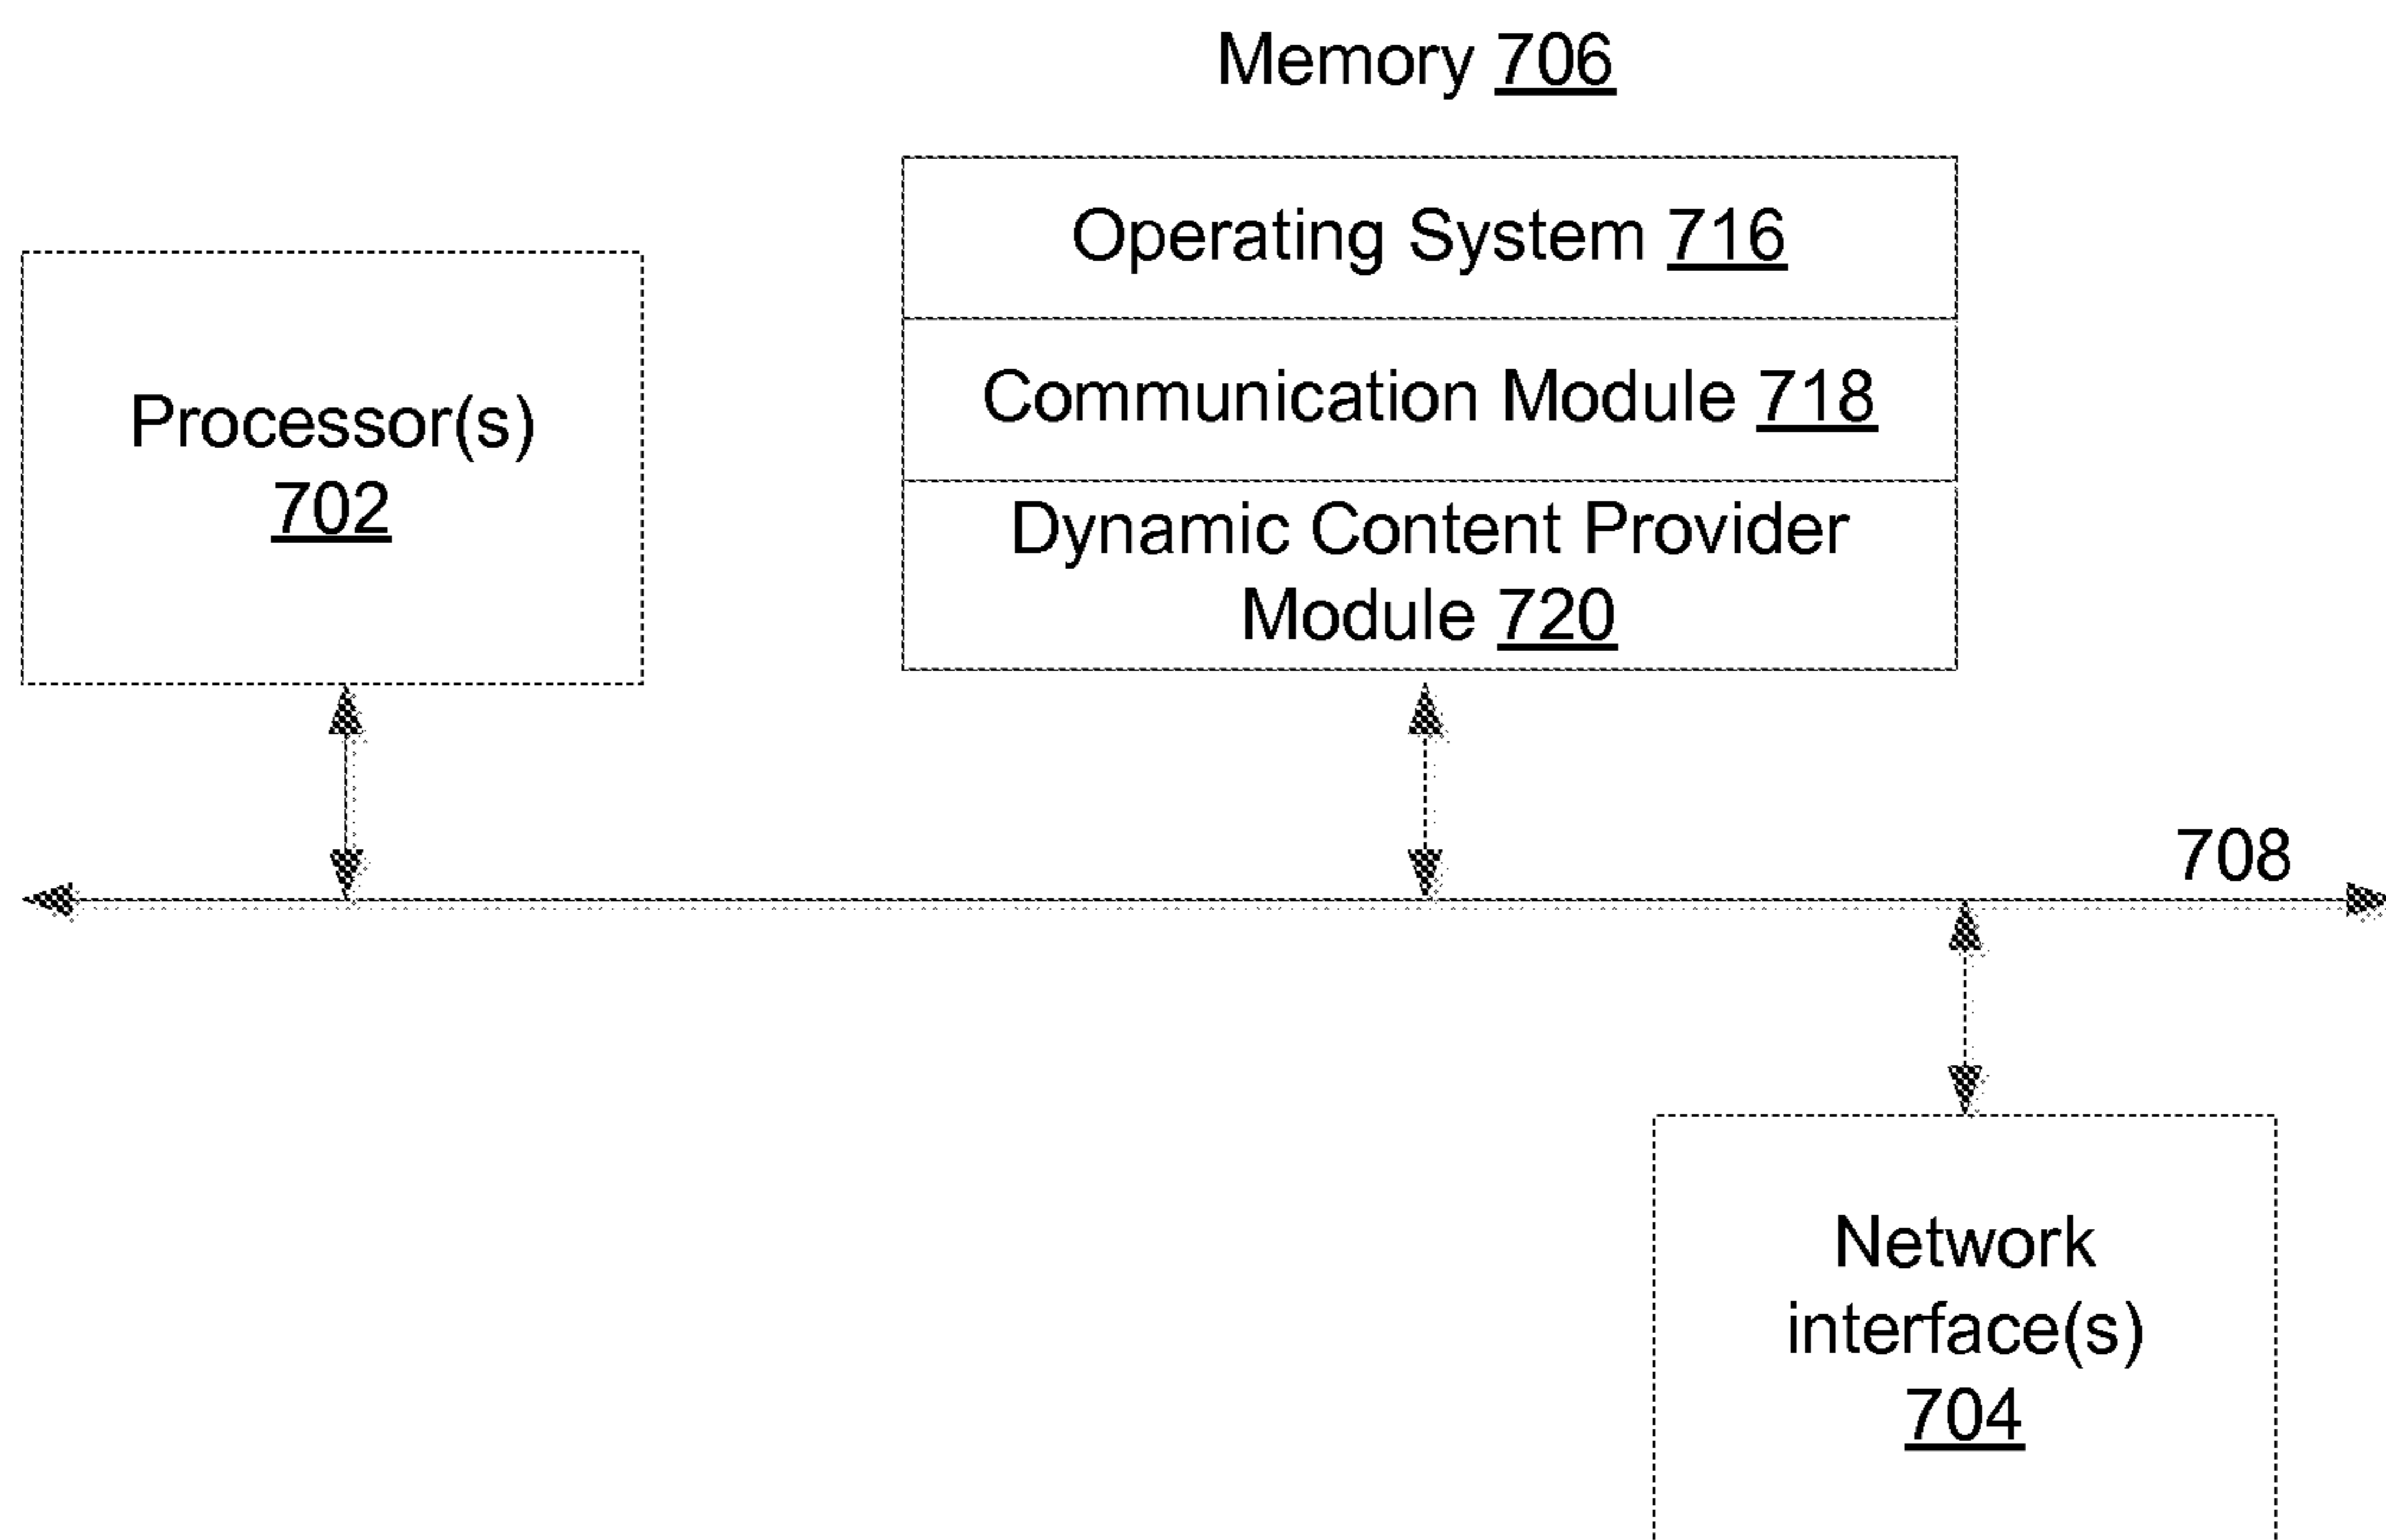 Memory 706
Operating System 716
Processor(s)
702
Communication Module 718
Dynamic Content Provider
Module 720
708
Network
interface(s)
704